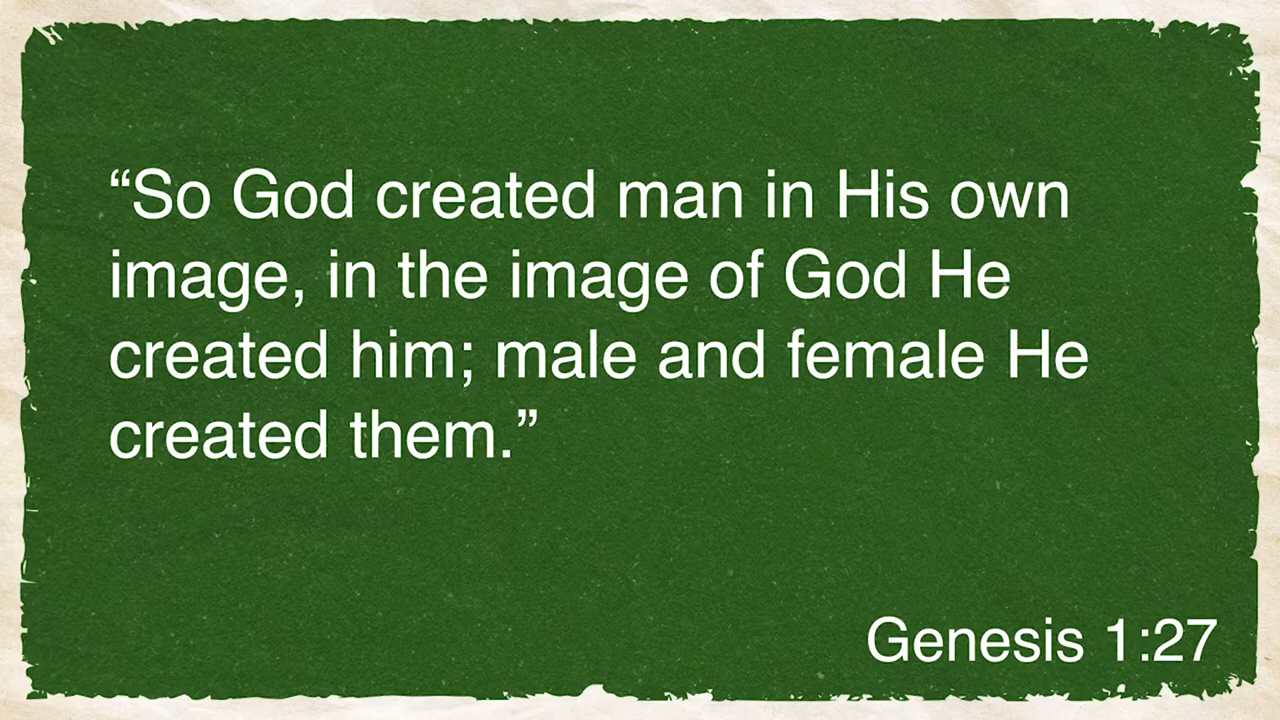 “So God created man in His own
image, in the image of God He
created him; male and female He
created them.”
Genesis 1:27